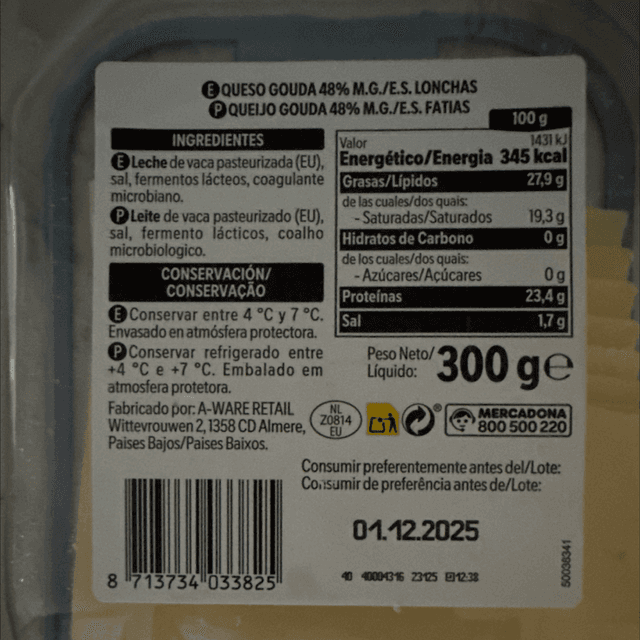 E QUESO GOUDA 48% M.G./E.S. LONCHAS
P QUEIJO GOUDA 48% M.G./E.S. FATIAS
INGREDIENTES
E Leche de vaca pasteurizada (EU),
sal, fermentos lácteos, coagulante
microbiano.
P Leite de vaca pasteurizado (EU),
sal, fermento lácticos, coalho
microbiologico.
CONSERVACIÓN/
CONSERVAÇÃO
E Conservar entre 4 °C y 7 °C.
Envasado en atmósfera protectora.
P Conservar refrigerado entre
+4 °C e +7 °C. Embalado em
atmosfera protetora.
Fabricado por: A-WARE RETAIL
Wittevrouwen 2, 1358 CD Almere,
Paises Bajos/Paises Baixos.
100 g
Valor 1431 kJ
Energético/Energia 345 kcal
Grasas/Lípidos 27,9 g
de las cuales/dos quais:
- Saturadas/Saturados 19,3 g
Hidratos de Carbono 0 g
de los cuales/dos quais:
- Azúcares/Açúcares 0 g
Proteínas 23,4 g
Sal 1,7 g
Peso Neto/
Líquido: 300 g e
NL
Z0814
EU
MERCADONA
800 500 220
Consumir preferentemente antes del/Lote:
Consumir de preferência antes de/Lote:
01.12.2025
40 40004316 23125 12:38
8 713734 033825
50038341